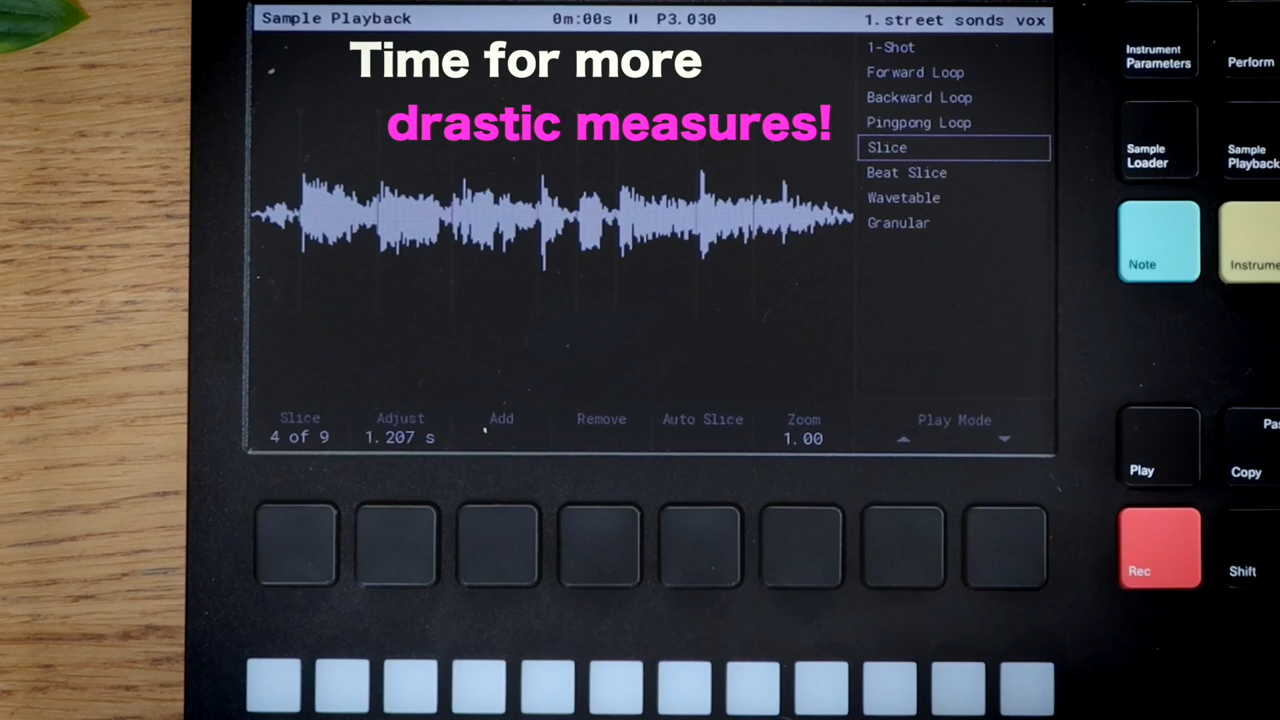 Sample Playback 0m:00s ⏸ P3.030 1.street sonds vox
Time for more
drastic measures!
1-Shot
Forward Loop
Backward Loop
Pingpong Loop
Slice
Beat Slice
Wavetable
Granular
Slice Adjust Add Remove Auto Slice Zoom Play Mode
4 of 9 1.207 s 1.00
Instrument
Parameters
Perform
Sample
Loader
Sample
Playback
Note
Instrume
Play
Pas
Copy
Rec
Shift